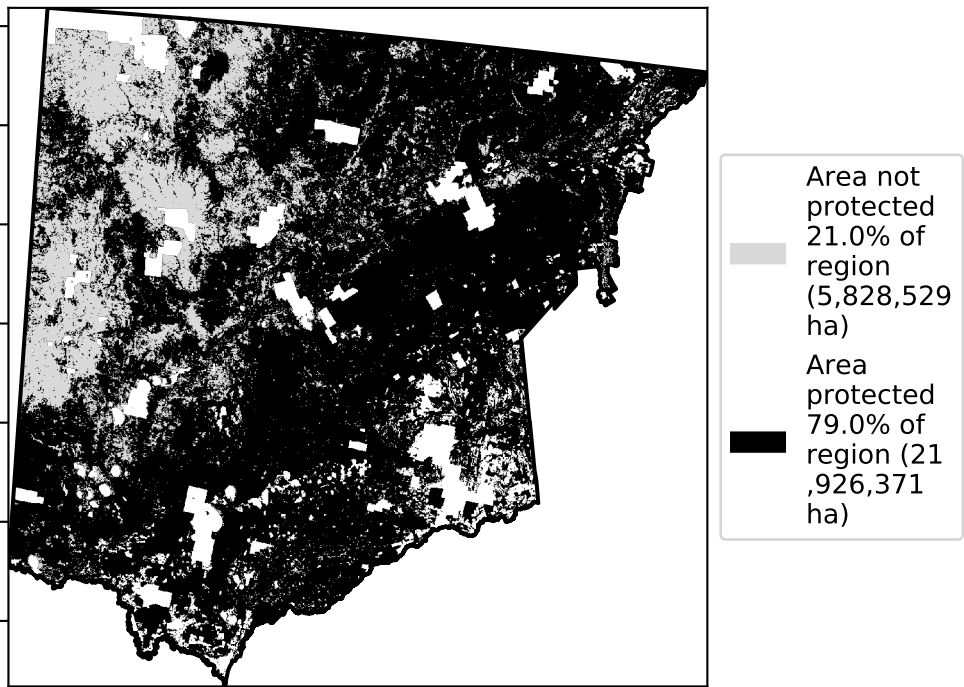 Area not
protected
21.0% of
region
(5,828,529
ha)
Area
protected
79.0% of
region (21
,926,371
ha)